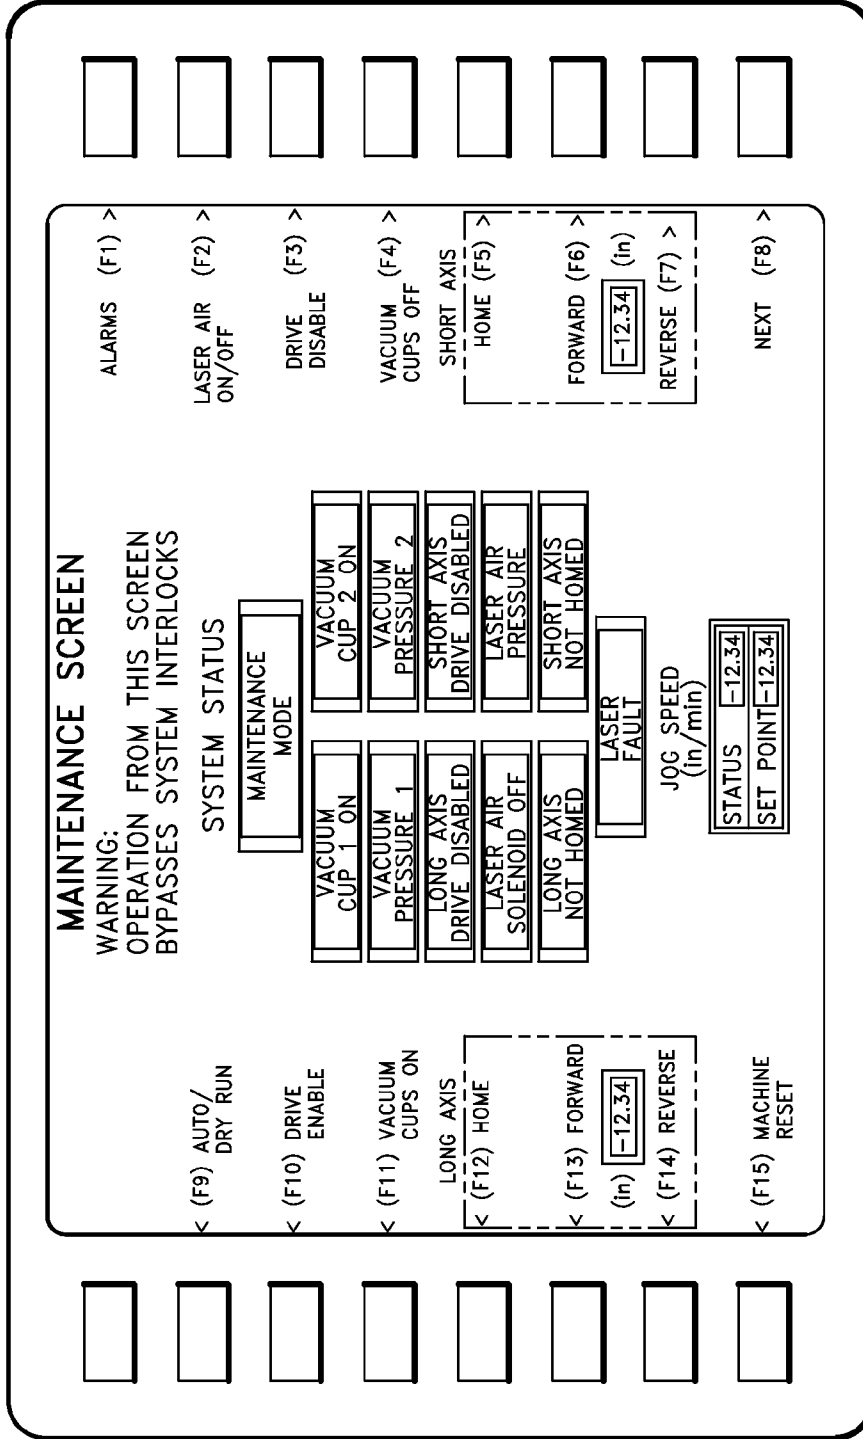 MAINTENANCE SCREEN
WARNING:
OPERATION FROM THIS SCREEN
BYPASSES SYSTEM INTERLOCKS
SYSTEM STATUS
MAINTENANCE
MODE
VACUUM
CUP 1 ON
VACUUM
CUP 2 ON
VACUUM
PRESSURE 1
VACUUM
PRESSURE 2
LONG AXIS
DRIVE DISABLED
SHORT AXIS
DRIVE DISABLED
LASER AIR
SOLENOID OFF
LASER AIR
PRESSURE
LONG AXIS
NOT HOMED
SHORT AXIS
NOT HOMED
LASER
FAULT
JOG SPEED
(in/min)
STATUS -12.34
SET POINT -12.34
< (F9) AUTO/
DRY RUN
< (F10) DRIVE
ENABLE
< (F11) VACUUM
CUPS ON
LONG AXIS
< (F12) HOME
< (F13) FORWARD
(in) -12.34
< (F14) REVERSE
< (F15) MACHINE
RESET
ALARMS (F1) >
LASER AIR (F2) >
ON/OFF
DRIVE (F3) >
DISABLE
VACUUM (F4) >
CUPS OFF
SHORT AXIS
HOME (F5) >
FORWARD (F6) >
-12.34 (in)
REVERSE (F7) >
NEXT (F8) >